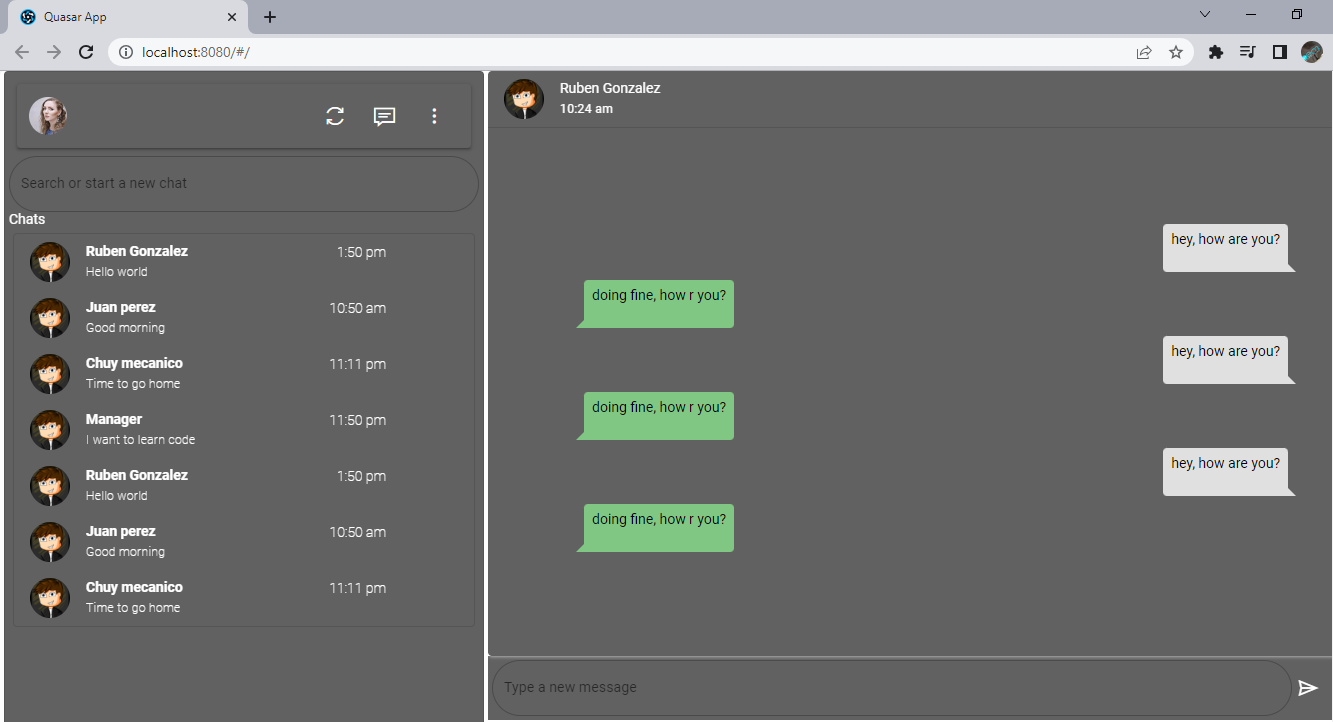 Quasar App
localhost:8080/#/
Search or start a new chat
Chats
Ruben Gonzalez 1:50 pm
Hello world
Juan perez 10:50 am
Good morning
Chuy mecanico 11:11 pm
Time to go home
Manager 11:50 pm
I want to learn code
Ruben Gonzalez 1:50 pm
Hello world
Juan perez 10:50 am
Good morning
Chuy mecanico 11:11 pm
Time to go home
Ruben Gonzalez
10:24 am
hey, how are you?
doing fine, how r you?
hey, how are you?
doing fine, how r you?
hey, how are you?
doing fine, how r you?
Type a new message